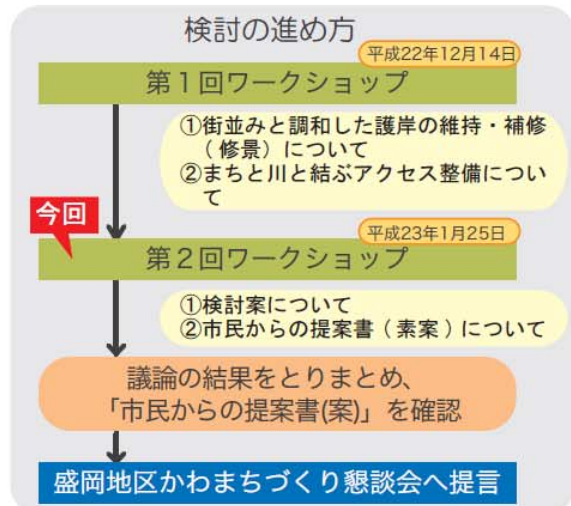 検討の進め方
平成22年12月14日
第1回ワークショップ
①街並みと調和した護岸の維持・補修
(修景)について
②まちと川と結ぶアクセス整備につい
て
今回
平成23年1月25日
第2回ワークショップ
①検討案について
②市民からの提案書(素案)について
議論の結果をとりまとめ、
「市民からの提案書(案)」を確認
盛岡地区かわまちづくり懇談会へ提言